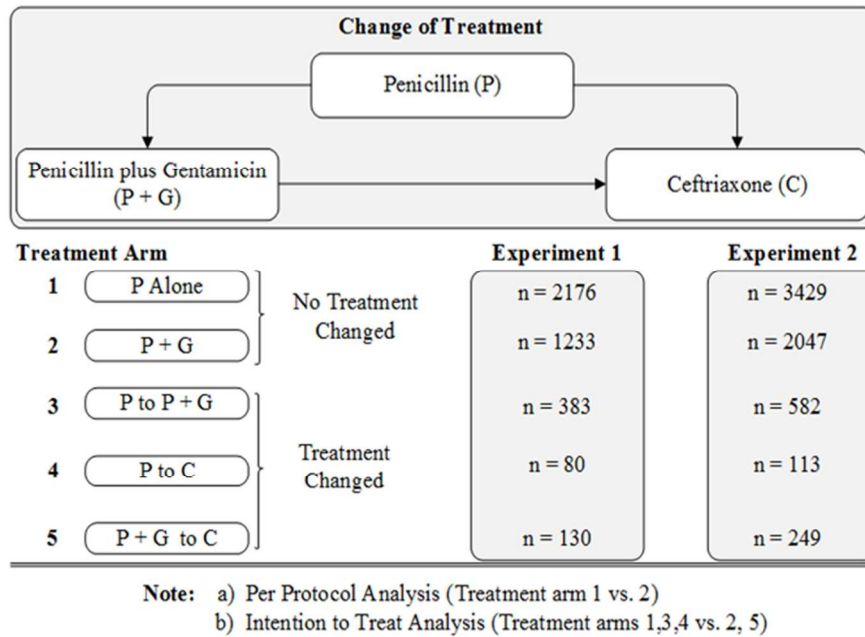 Change of Treatment
Penicillin (P)
Penicillin plus Gentamicin
(P + G)
Ceftriaxone (C)
Treatment Arm
Experiment 1
Experiment 2
1 P Alone n = 2176 n = 3429
No Treatment
Changed
2 P + G n = 1233 n = 2047
3 P to P + G n = 383 n = 582
Treatment
Changed
4 P to C n = 80 n = 113
5 P + G to C n = 130 n = 249
Note: a) Per Protocol Analysis (Treatment arm 1 vs. 2)
b) Intention to Treat Analysis (Treatment arms 1,3,4 vs. 2, 5)